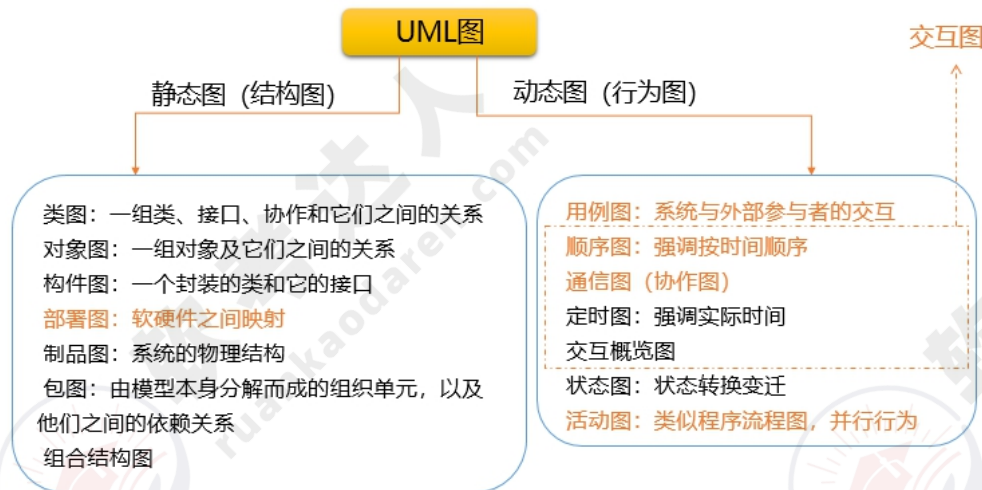 UML图
交互图
静态图 (结构图)
动态图 (行为图)
类图：一组类、接口、协作和它们之间的关系
对象图：一组对象及它们之间的关系
构件图：一个封装的类和它的接口
部署图：软硬件之间映射
制品图：系统的物理结构
包图：由模型本身分解而成的组织单元，以及
他们之间的依赖关系
组合结构图
用例图：系统与外部参与者的交互
顺序图：强调按时间顺序
通信图（协作图）
定时图：强调实际时间
交互概览图
状态图：状态转换变迁
活动图：类似程序流程图，并行行为
软考达人
ruankaodaren.com
软